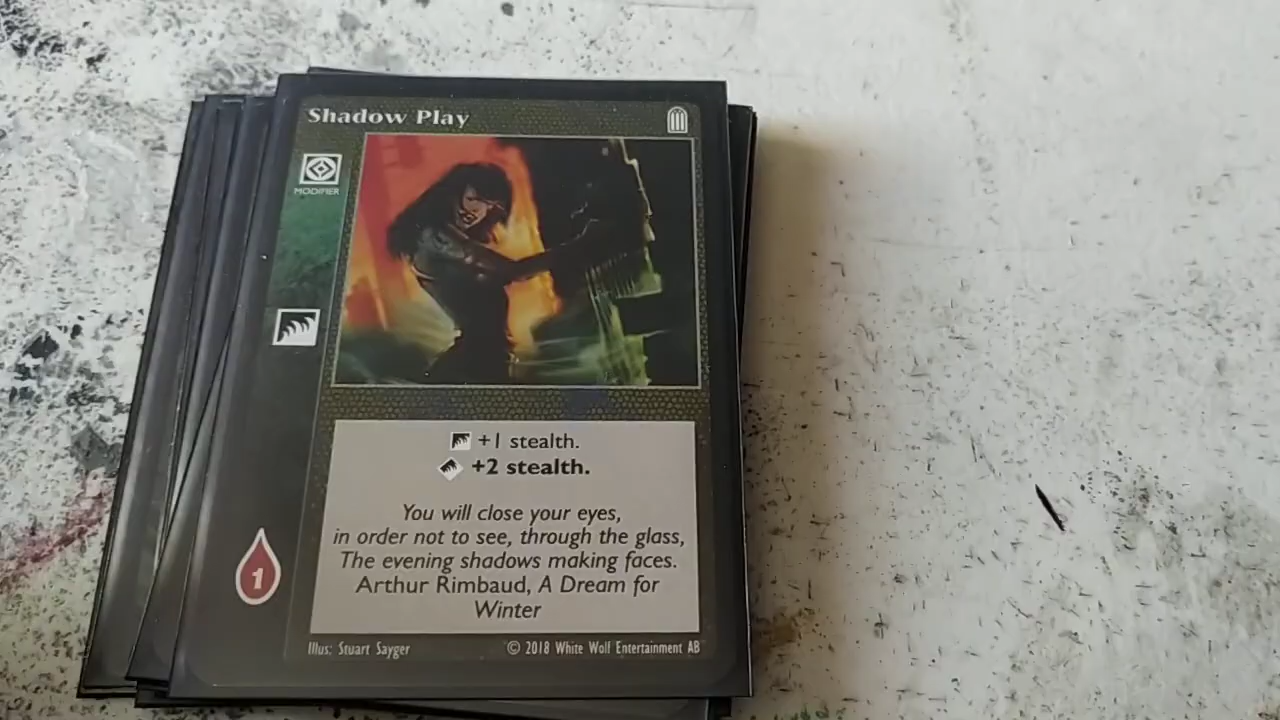 Shadow Play
MODIFIER
+1 stealth.
+2 stealth.
You will close your eyes,
in order not to see, through the glass,
The evening shadows making faces.
Arthur Rimbaud, A Dream for
Winter
1
Illus: Stuart Sayger
© 2018 White Wolf Entertainment AB